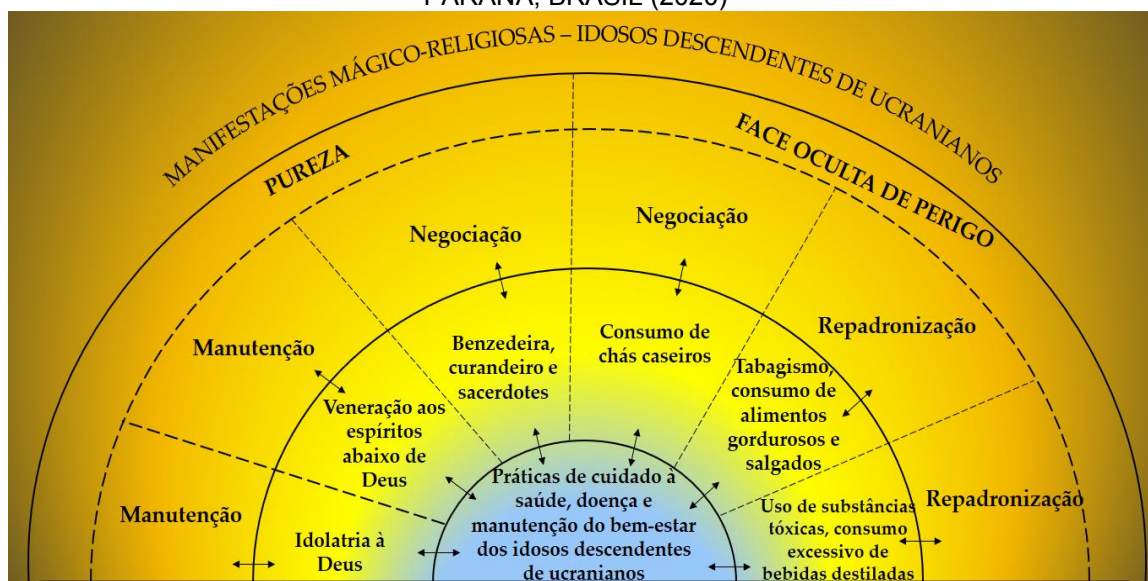 PARANÁ, BRASIL (2020)
MANIFESTAÇÕES MÁGICO-RELIGIOSAS – IDOSOS DESCENDENTES DE UCRANIANOS
PUREZA
FACE OCULTA DE PERIGO
Negociação
Negociação
Manutenção
Repadronização
Manutenção
Repadronização
Benzedeira,
curandeiro e
sacerdotes
Consumo de
chás caseiros
Veneração aos
espíritos
abaixo de
Deus
Tabagismo,
consumo de
alimentos
gordurosos e
salgados
Idolatria à
Deus
Uso de substâncias
tóxicas, consumo
excessivo de
bebidas destiladas
Práticas de cuidado à
saúde, doença e
manutenção do bem-estar
dos idosos descendentes
de ucranianos